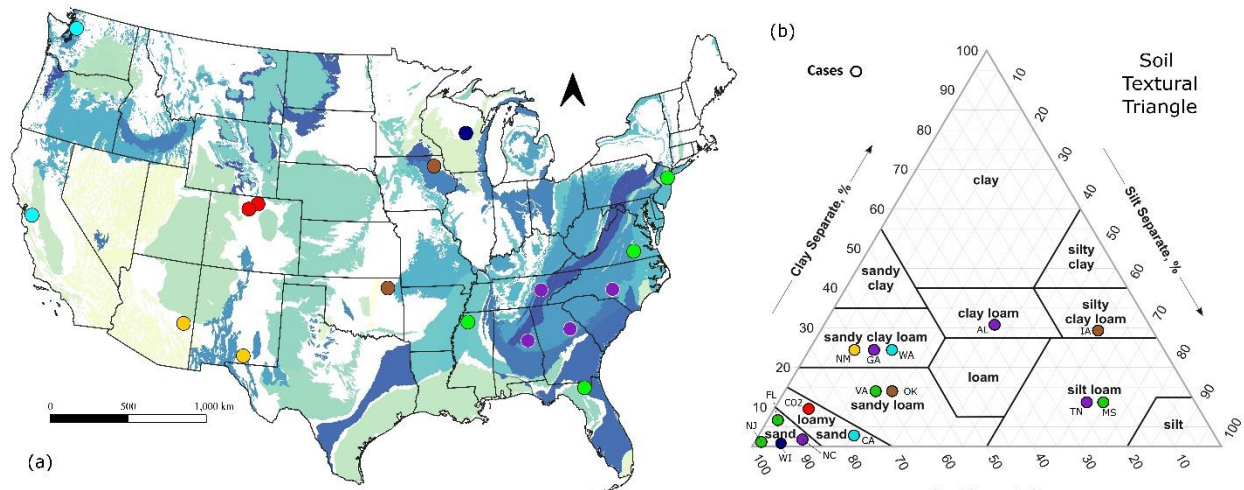 (b)
Cases
Soil
Textural
Triangle
100
90
80
70
60
50
40
30
20
10
Clay Separate, %
10
20
30
40
50
60
70
80
90
100
Silt Separate, %
clay
silty
clay
sandy
clay
clay loam
AL
silty
clay loam
IA
sandy clay loam
NM
GA
WA
loam
VA
OK
sandy loam
silt loam
TN
MS
silt
FL
CO2
loamy
sand
NJ
sand
WI
NC
CA
100
90
80
70
60
50
40
30
20
10
0
500
1,000 km
(a)